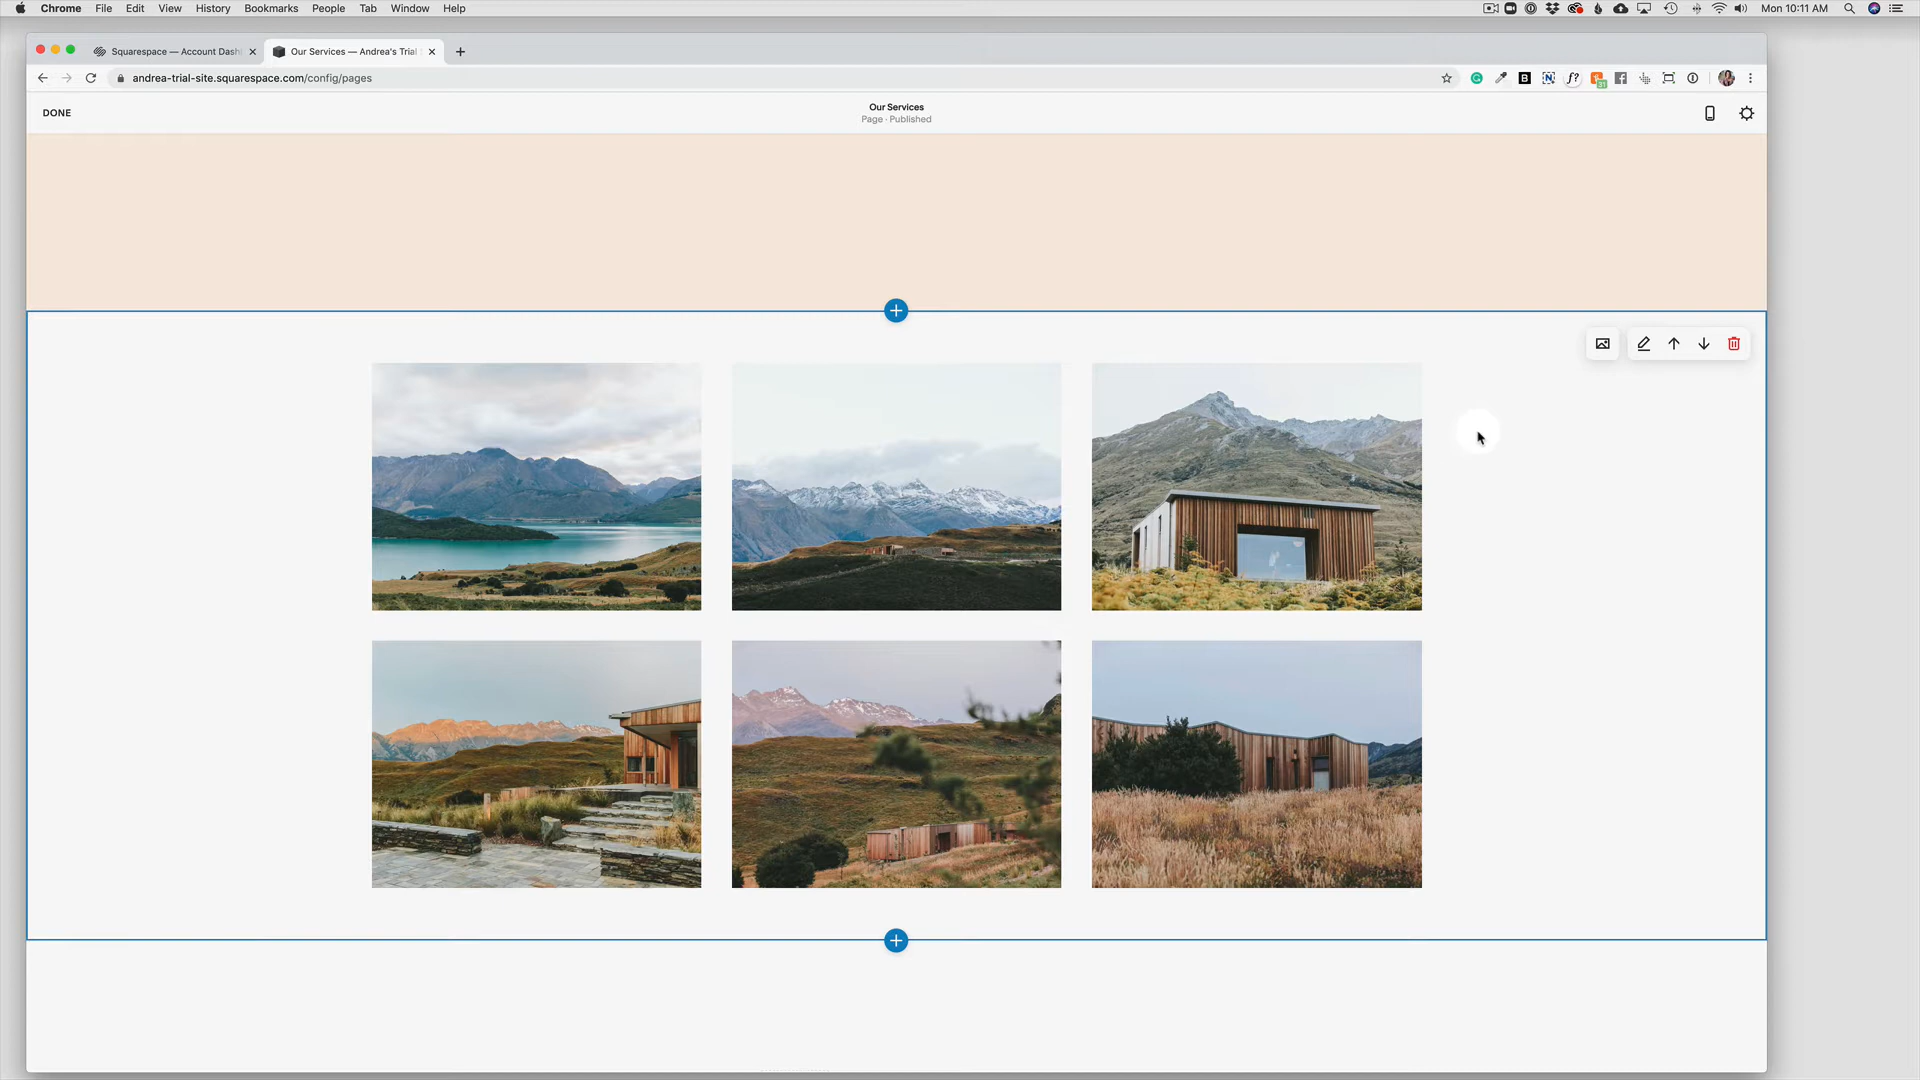 Chrome File Edit View History Bookmarks People Tab Window Help
Mon 10:11 AM
Squarespace — Account Dash
Our Services — Andrea's Trial
andrea-trial-site.squarespace.com/config/pages
31
DONE
Our Services
Page · Published